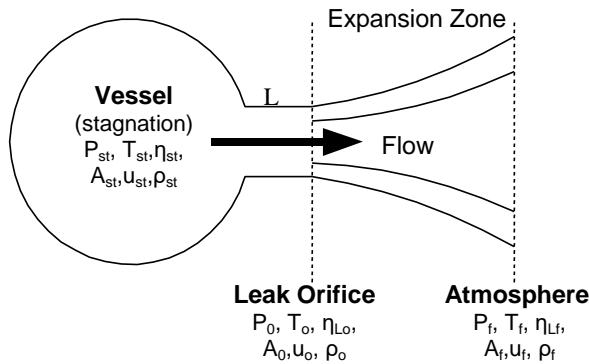 Expansion Zone
Vessel
(stagnation)
P_st, T_st,η_st,
A_st,u_st,ρ_st
L
Flow
Leak Orifice
P_0, T_o, η_Lo,
A_0,u_o, ρ_o
Atmosphere
P_f, T_f, η_Lf,
A_f,u_f, ρ_f